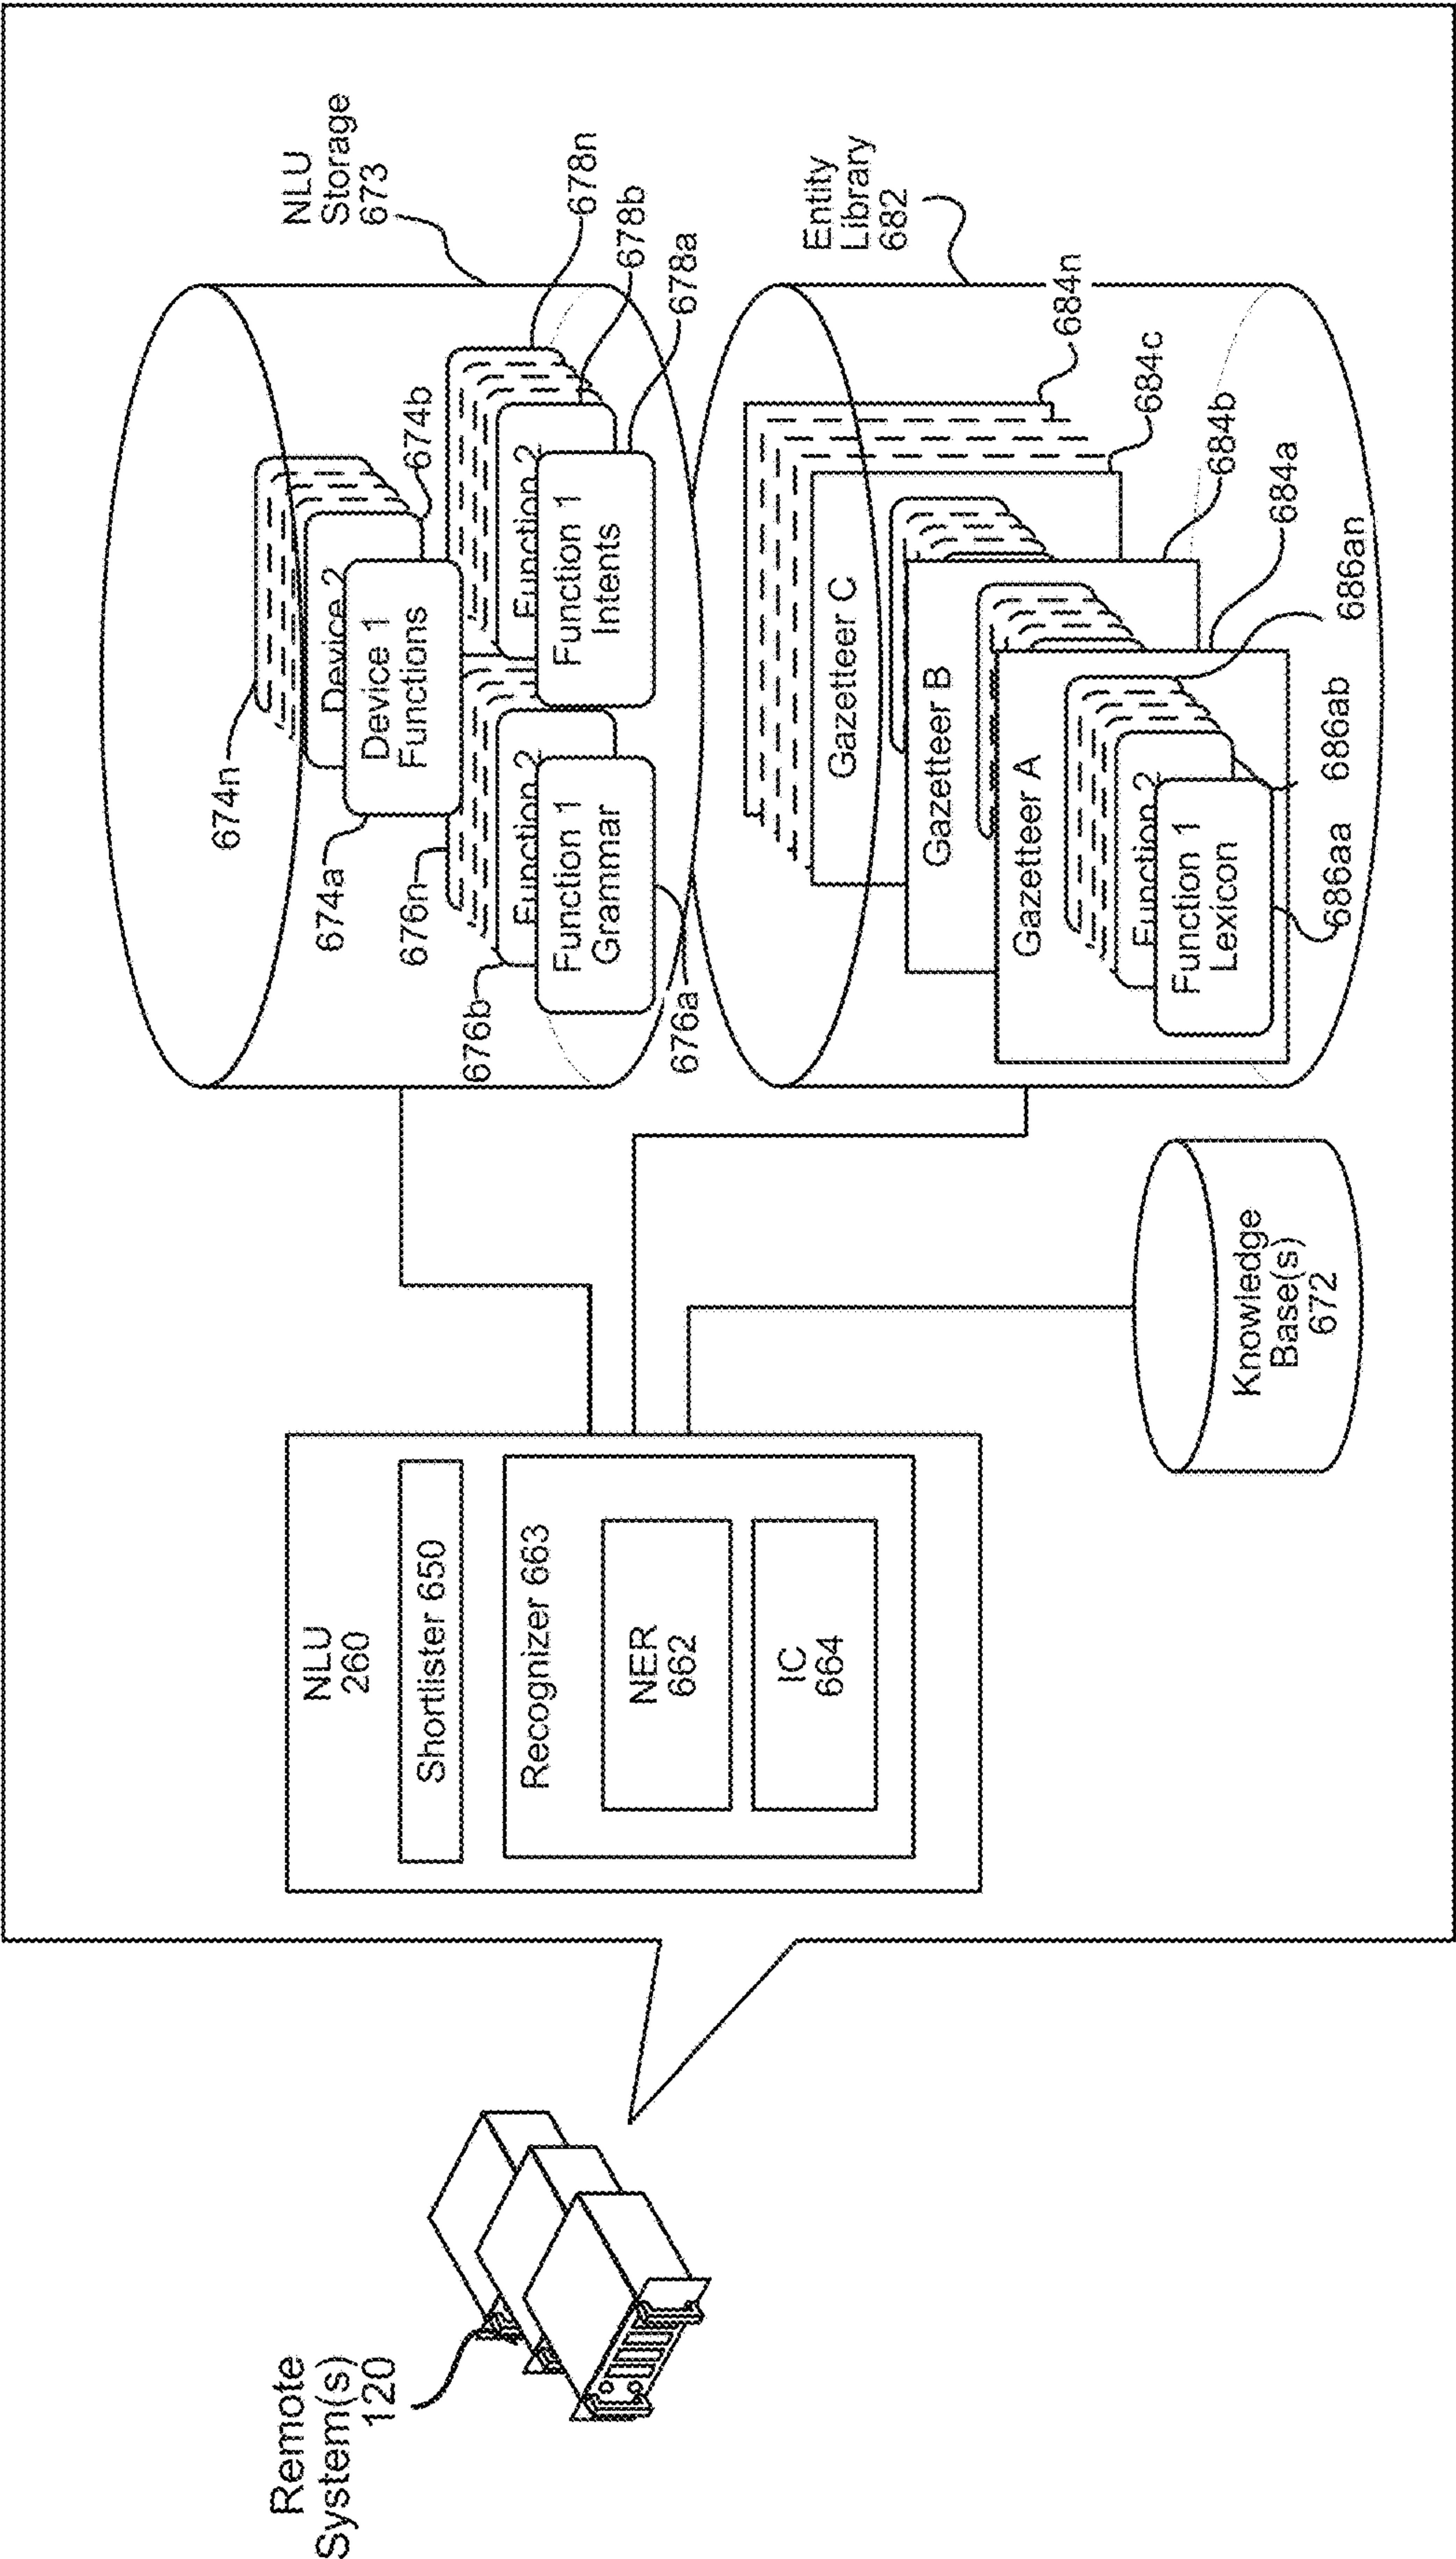 Remote
System(s)
120
NLU
260
Shortlister 650
Recognizer 663
NER
662
IC
664
NLU
Storage
673
674n
Device 2
Device 1
Functions
674a
674b
676n
Function 2
Function 1
Grammar
676b
676a
Function 2
Function 1
Intents
678n
678b
678a
Entity
Library
682
684n
Gazetteer C
684c
Gazetteer B
684b
Gazetteer A
684a
Function 2
Function 1
Lexicon
686an
686ab
686aa
Knowledge
Base(s)
672